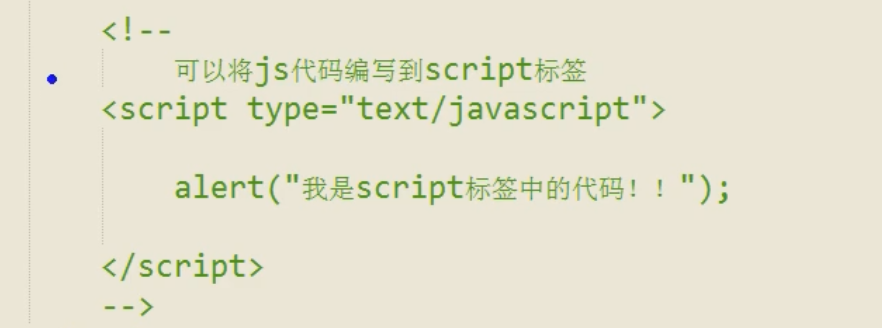 <!--
可以将js代码编写到script标签
<script type="text/javascript">
alert("我是script标签中的代码！！");
</script>
-->